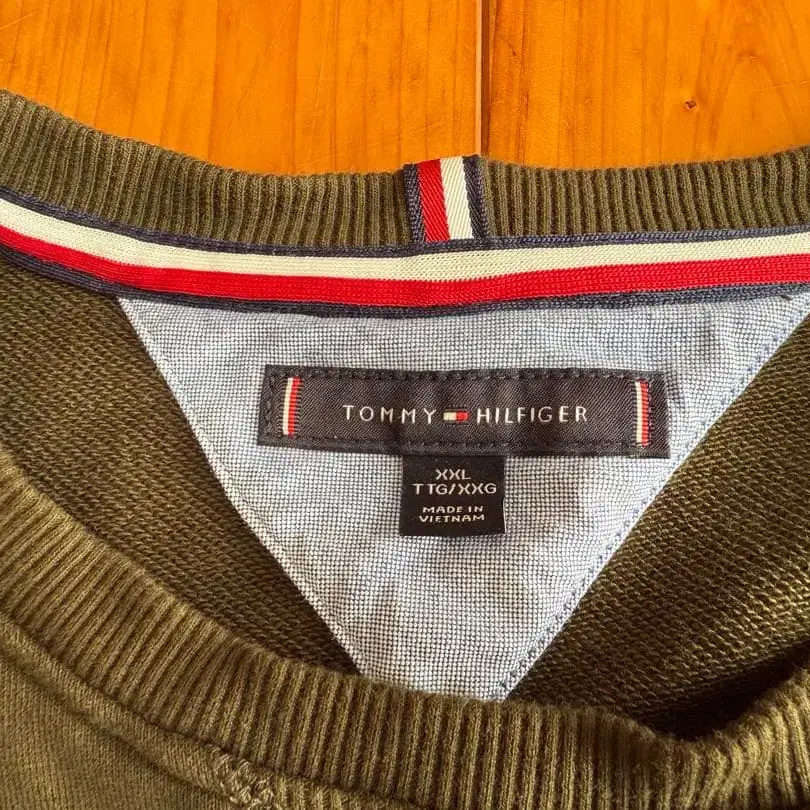 TOMMY HILFIGER
XXL
TTG/XXG
MADE IN
VIETNAM